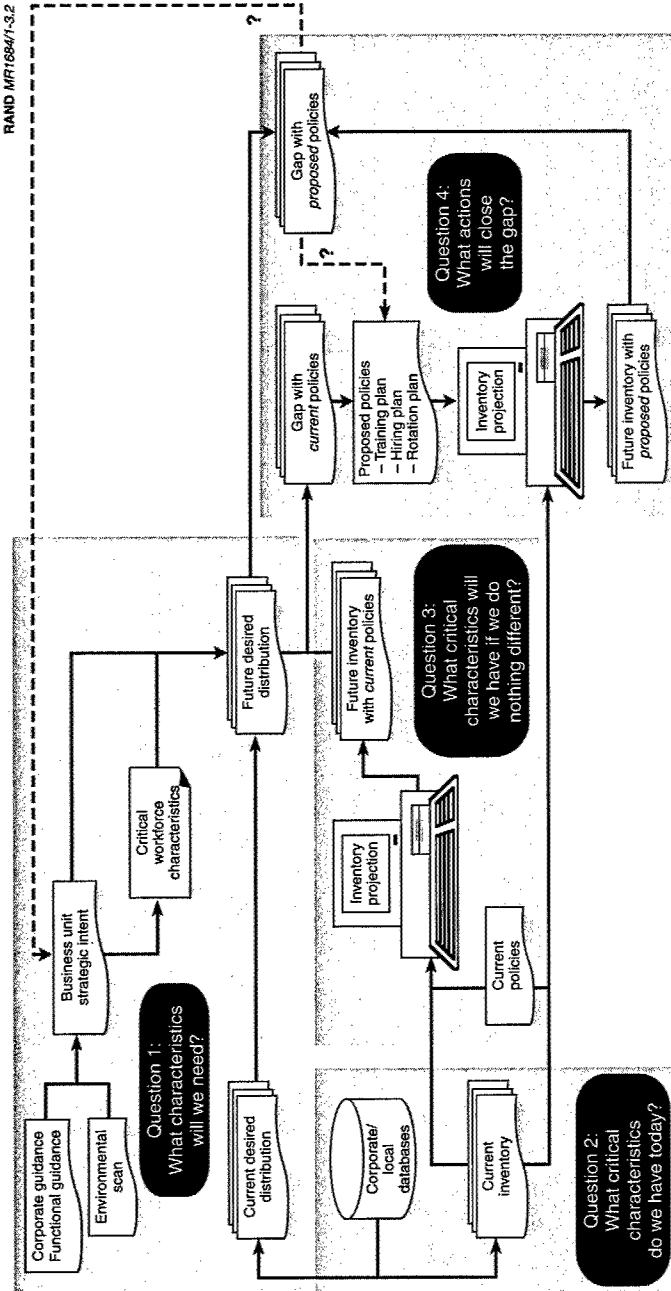 RAND MR1684/1-3.2
Corporate guidance
Functional guidance
Environmental
scan
Business unit
strategic intent
Critical
workforce
characteristics
Question 1:
What characteristics
will we need?
Current desired
distribution
Future desired
distribution
Corporate/
local
databases
Current
inventory
Question 2:
What critical
characteristics
do we have today?
Current
policies
Inventory
projection
Future inventory
with current policies
Question 3:
What critical
characteristics will
we have if we do
nothing different?
Gap with
current policies
Proposed policies
– Training plan
– Hiring plan
– Rotation plan
Inventory
projection
Future inventory with
proposed policies
Gap with
proposed policies
?
?
Question 4:
What actions
will close
the gap?